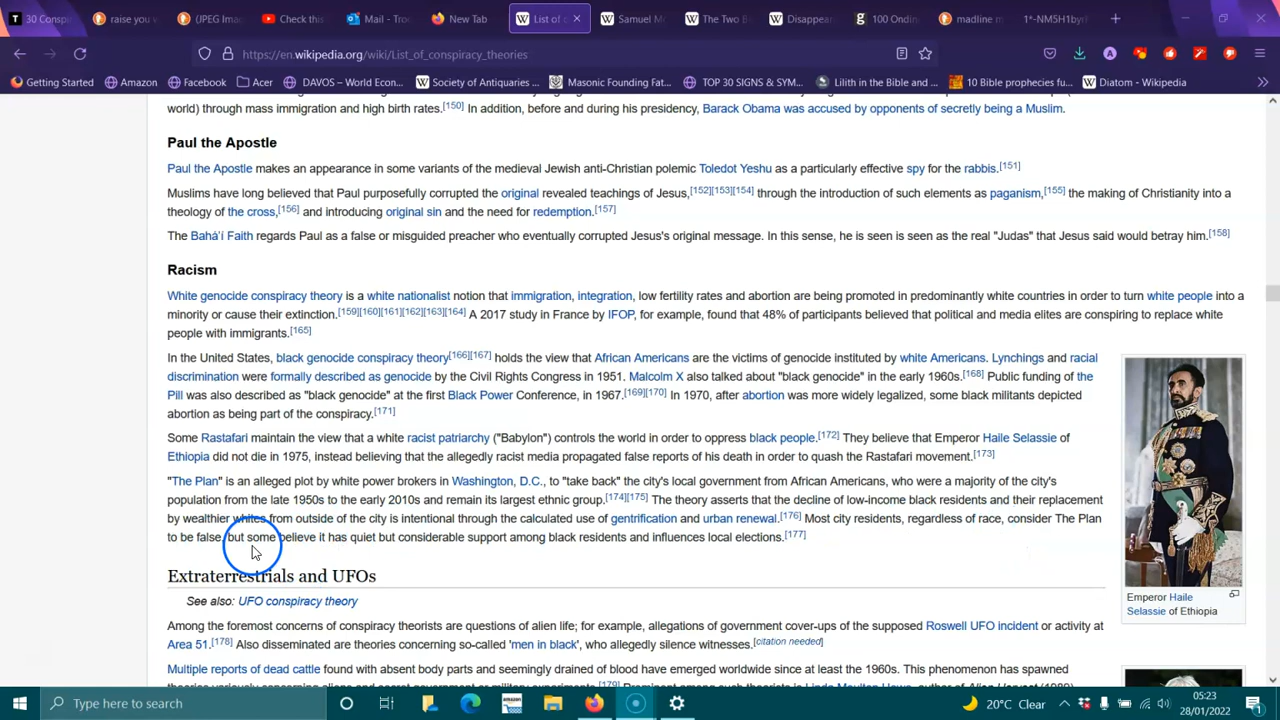 30 Conspi
raise you v
(JPEG Ima
Check this
Mail - Troc
New Tab
List of c
Samuel Mo
The Two B
Disappear
100 Ondin
madline m
1*-NM5H1byr
https://en.wikipedia.org/wiki/List_of_conspiracy_theories
Getting Started
Amazon
Facebook
Acer
DAVOS – World Econ...
Society of Antiquaries ...
Masonic Founding Fat...
TOP 30 SIGNS & SYM...
Lilith in the Bible and ...
10 Bible prophecies fu...
Diatom - Wikipedia
world) through mass immigration and high birth rates.[150] In addition, before and during his presidency, Barack Obama was accused by opponents of secretly being a Muslim.
Paul the Apostle
Paul the Apostle makes an appearance in some variants of the medieval Jewish anti-Christian polemic Toledot Yeshu as a particularly effective spy for the rabbis.[151]
Muslims have long believed that Paul purposefully corrupted the original revealed teachings of Jesus,[152][153][154] through the introduction of such elements as paganism,[155] the making of Christianity into a
theology of the cross,[156] and introducing original sin and the need for redemption.[157]
The Bahá'í Faith regards Paul as a false or misguided preacher who eventually corrupted Jesus's original message. In this sense, he is seen is seen as the real "Judas" that Jesus said would betray him.[158]
Racism
White genocide conspiracy theory is a white nationalist notion that immigration, integration, low fertility rates and abortion are being promoted in predominantly white countries in order to turn white people into a
minority or cause their extinction.[159][160][161][162][163][164] A 2017 study in France by IFOP, for example, found that 48% of participants believed that political and media elites are conspiring to replace white
people with immigrants.[165]
In the United States, black genocide conspiracy theory[166][167] holds the view that African Americans are the victims of genocide instituted by white Americans. Lynchings and racial
discrimination were formally described as genocide by the Civil Rights Congress in 1951. Malcolm X also talked about "black genocide" in the early 1960s.[168] Public funding of the
Pill was also described as "black genocide" at the first Black Power Conference, in 1967.[169][170] In 1970, after abortion was more widely legalized, some black militants depicted
abortion as being part of the conspiracy.[171]
Some Rastafari maintain the view that a white racist patriarchy ("Babylon") controls the world in order to oppress black people.[172] They believe that Emperor Haile Selassie of
Ethiopia did not die in 1975, instead believing that the allegedly racist media propagated false reports of his death in order to quash the Rastafari movement.[173]
"The Plan" is an alleged plot by white power brokers in Washington, D.C., to "take back" the city's local government from African Americans, who were a majority of the city's
population from the late 1950s to the early 2010s and remain its largest ethnic group.[174][175] The theory asserts that the decline of low-income black residents and their replacement
by wealthier whites from outside of the city is intentional through the calculated use of gentrification and urban renewal.[176] Most city residents, regardless of race, consider The Plan
to be false, but some believe it has quiet but considerable support among black residents and influences local elections.[177]
Emperor Haile
Selassie of Ethiopia
Extraterrestrials and UFOs
See also: UFO conspiracy theory
Among the foremost concerns of conspiracy theorists are questions of alien life; for example, allegations of government cover-ups of the supposed Roswell UFO incident or activity at
Area 51.[178] Also disseminated are theories concerning so-called 'men in black', who allegedly silence witnesses.[citation needed]
Multiple reports of dead cattle found with absent body parts and seemingly drained of blood have emerged worldwide since at least the 1960s. This phenomenon has spawned
Type here to search
20°C Clear
05:23
28/01/2022